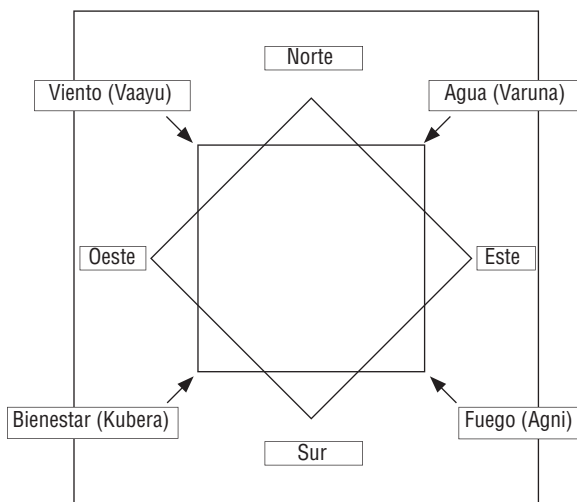 Norte
Viento (Vaayu)
Agua (Varuna)
Oeste
Este
Bienestar (Kubera)
Fuego (Agni)
Sur